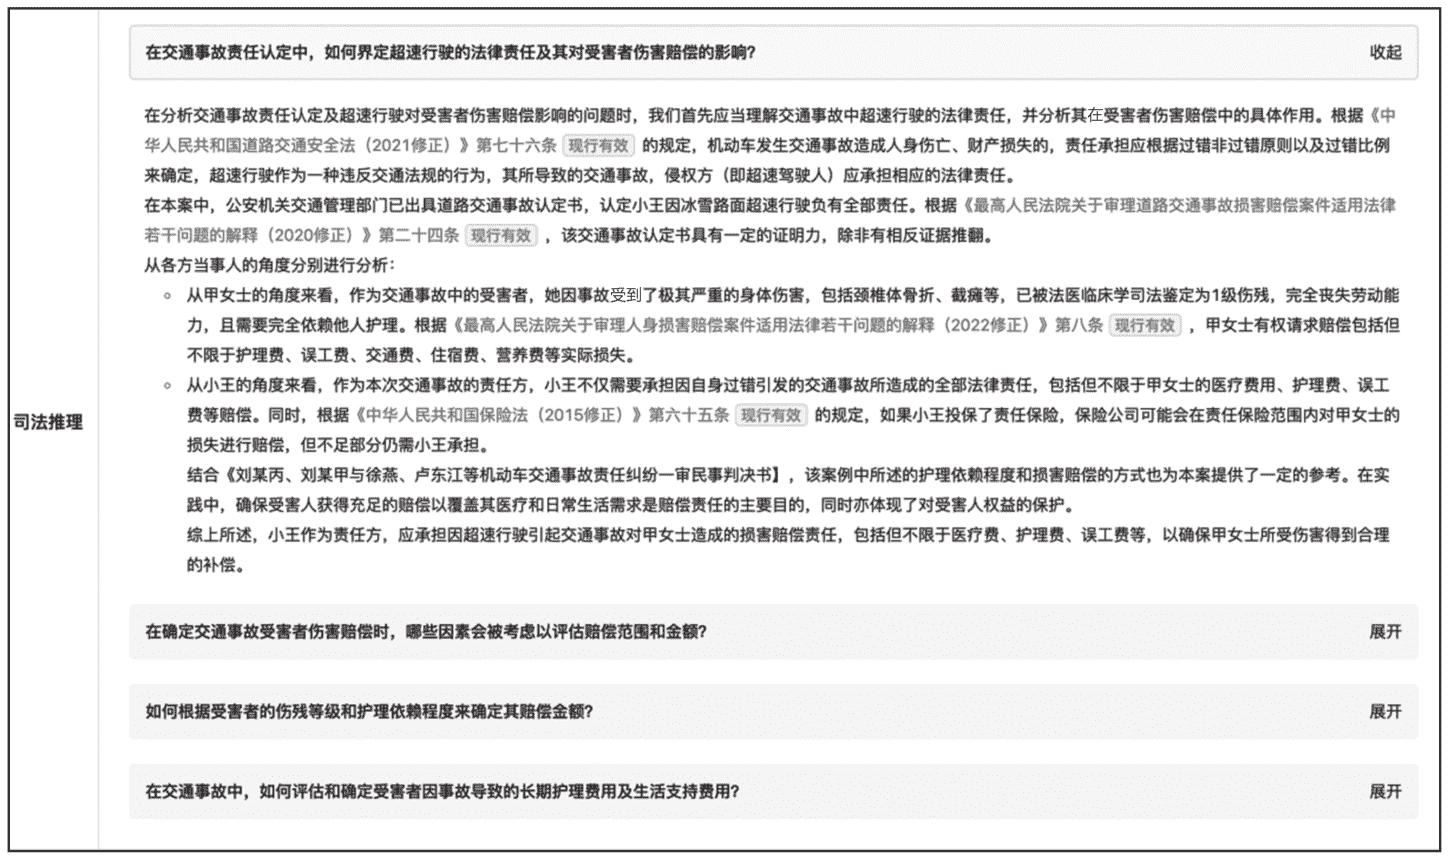 在交通事故责任认定中，如何界定超速行驶的法律责任及其对受害者伤害赔偿的影响？ 收起
在分析交通事故责任认定及超速行驶对受害者伤害赔偿影响的问题时，我们首先应当理解交通事故中超速行驶的法律责任，并分析其在受害者伤害赔偿中的具体作用。根据《中
华人民共和国道路交通安全法（2021修正）》第七十六条 现行有效 的规定，机动车发生交通事故造成人身伤亡、财产损失的，责任承担应根据过错非过错原则以及过错比例
来确定，超速行驶作为一种违反交通法规的行为，其所导致的交通事故，侵权方（即超速驾驶人）应承担相应的法律责任。
在本案中，公安机关交通管理部门已出具道路交通事故认定书，认定小王因冰雪路面超速行驶负有全部责任。根据《最高人民法院关于审理道路交通事故损害赔偿案件适用法律
若干问题的解释（2020修正）》第二十四条 现行有效 ，该交通事故认定书具有一定的证明力，除非有相反证据推翻。
从各方当事人的角度分别进行分析：
◦ 从甲女士的角度来看，作为交通事故中的受害者，她因事故受到了极其严重的身体伤害，包括颈椎体骨折、截瘫等，已被法医临床学司法鉴定为1级伤残，完全丧失劳动能
力，且需要完全依赖他人护理。根据《最高人民法院关于审理人身损害赔偿案件适用法律若干问题的解释（2022修正）》第八条 现行有效 ，甲女士有权请求赔偿包括但
不限于护理费、误工费、交通费、住宿费、营养费等实际损失。
◦ 从小王的角度来看，作为本次交通事故的责任方，小王不仅需要承担因自身过错引发的交通事故所造成的全部法律责任，包括但不限于甲女士的医疗费用、护理费、误工
费等赔偿。同时，根据《中华人民共和国保险法（2015修正）》第六十五条 现行有效 的规定，如果小王投保了责任保险，保险公司可能会在责任保险范围内对甲女士的
损失进行赔偿，但不足部分仍需小王承担。
司法推理
结合《刘某丙、刘某甲与徐燕、卢东江等机动车交通事故责任纠纷一审民事判决书】，该案例中所述的护理依赖程度和损害赔偿的方式也为本案提供了一定的参考。在实
践中，确保受害人获得充足的赔偿以覆盖其医疗和日常生活需求是赔偿责任的主要目的，同时亦体现了对受害人权益的保护。
综上所述，小王作为责任方，应承担因超速行驶引起交通事故对甲女士造成的损害赔偿责任，包括但不限于医疗费、护理费、误工费等，以确保甲女士所受伤害得到合理
的补偿。
在确定交通事故受害者伤害赔偿时，哪些因素会被考虑以评估赔偿范围和金额？ 展开
如何根据受害者的伤残等级和护理依赖程度来确定其赔偿金额？ 展开
在交通事故中，如何评估和确定受害者因事故导致的长期护理费用及生活支持费用？ 展开